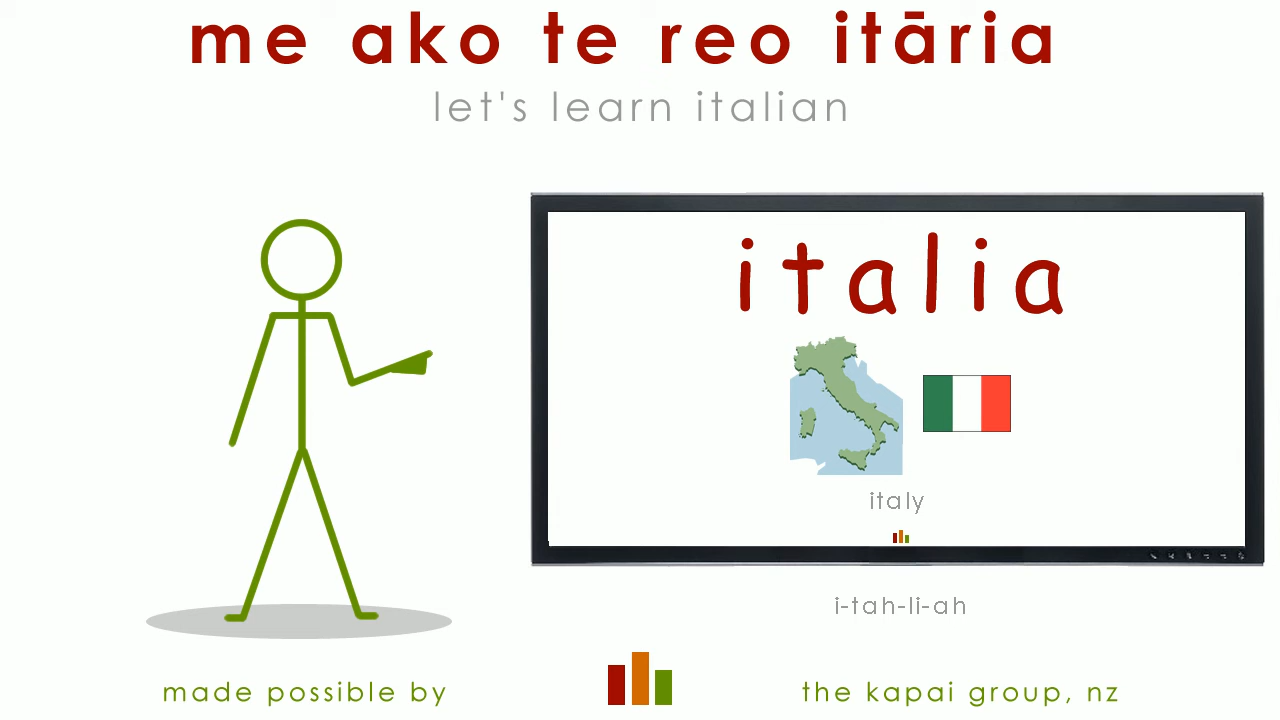 me ako te reo itāria
let's learn italian
italia
italy
i-tah-li-ah
made possible by
the kapai group, nz